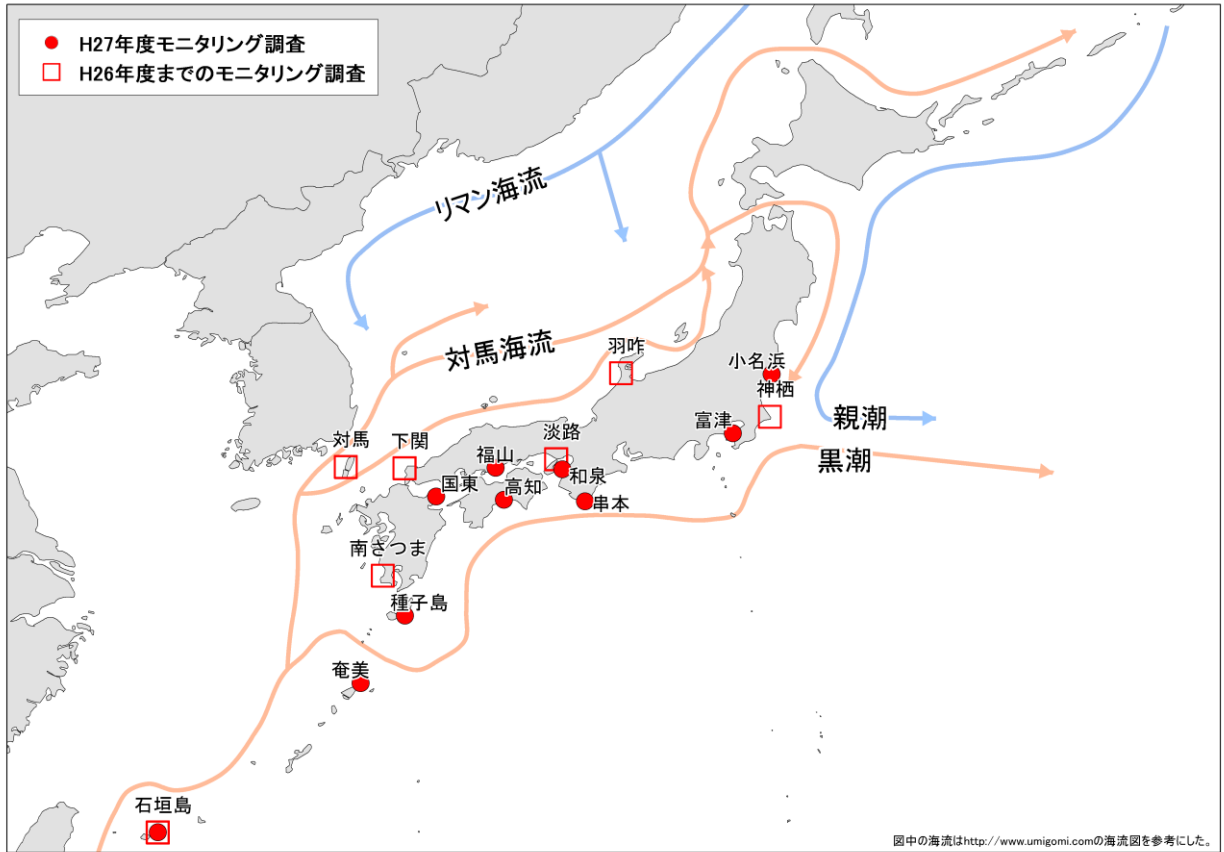 H27年度モニタリング調査
H26年度までのモニタリング調査
リマン海流
対馬海流
羽咋
小名浜
神栖
富津
親潮
黒潮
対馬
下関
福山
淡路
和泉
国東
高知
串本
南さつま
種子島
奄美
石垣島
図中の海流はhttp://www.umigomi.comの海流図を参考にした。